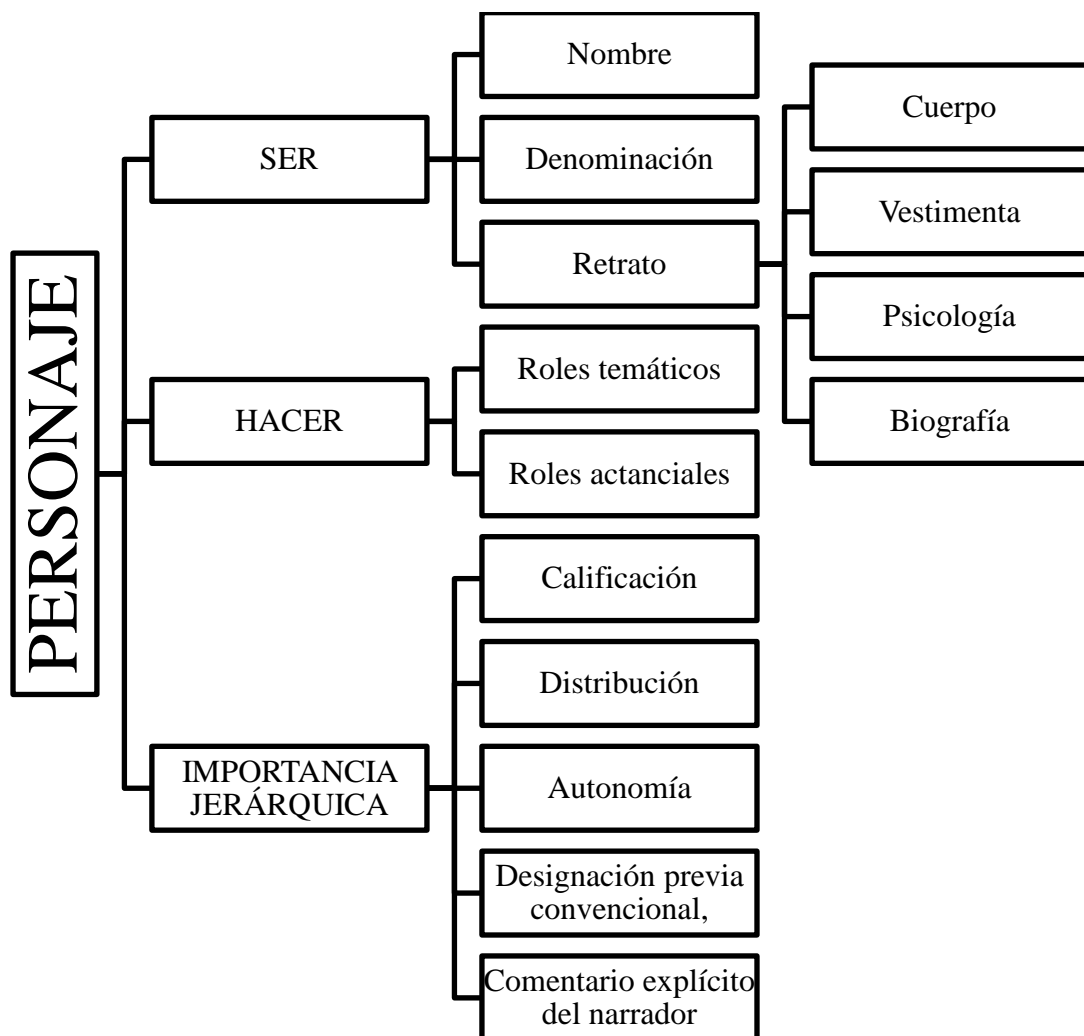 PERSONAJE
SER
Nombre
Denominación
Retrato
Cuerpo
Vestimenta
Psicología
Biografía
HACER
Roles temáticos
Roles actanciales
IMPORTANCIA
JERÁRQUICA
Calificación
Distribución
Autonomía
Designación previa
convencional,
Comentario explícito
del narrador